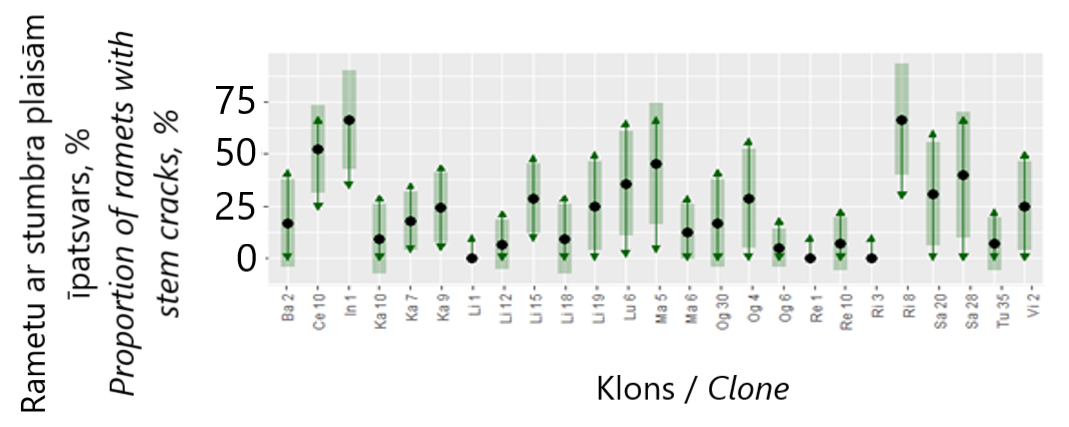 Rametu ar stumbra plaisām
īpatsvars, %
Proportion of ramets with
stem cracks, %
75
50
25
0
Ba 2
Ce 10
In 1
Ka 10
Ka 7
Ka 9
Li 1
Li 12
Li 15
Li 18
Li 19
Lu 6
Ma 5
Ma 6
Og 30
Og 4
Og 6
Re 1
Re 10
Ri 3
Ri 8
Sa 20
Sa 28
Tu 35
Vi 2
Klons / Clone